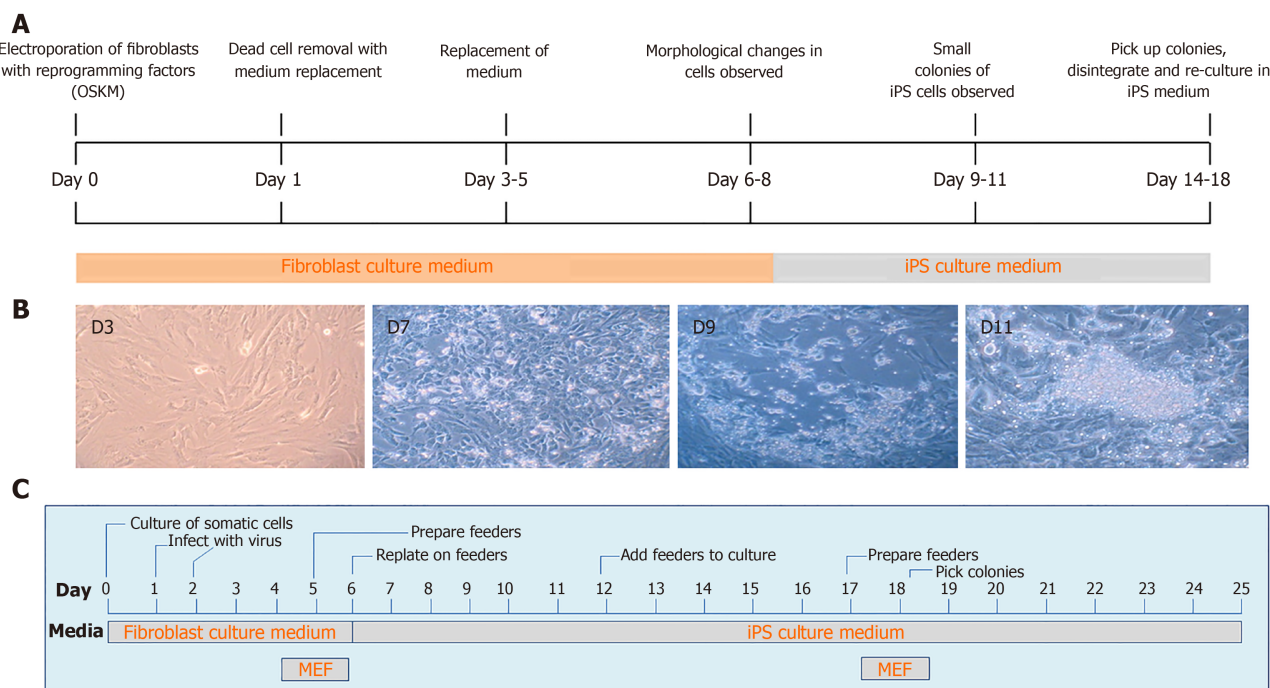 A
Electroporation of fibroblasts
with reprogramming factors
(OSKM)
Dead cell removal with
medium replacement
Replacement of
medium
Morphological changes in
cells observed
Small
colonies of
iPS cells observed
Pick up colonies,
disintegrate and re-culture in
iPS medium
Day 0
Day 1
Day 3-5
Day 6-8
Day 9-11
Day 14-18
Fibroblast culture medium
iPS culture medium
B
D3
D7
D9
D11
C
Culture of somatic cells
Infect with virus
Prepare feeders
Replate on feeders
Add feeders to culture
Prepare feeders
Pick colonies
Day 0 1 2 3 4 5 6 7 8 9 10 11 12 13 14 15 16 17 18 19 20 21 22 23 24 25
Media Fibroblast culture medium iPS culture medium
MEF MEF